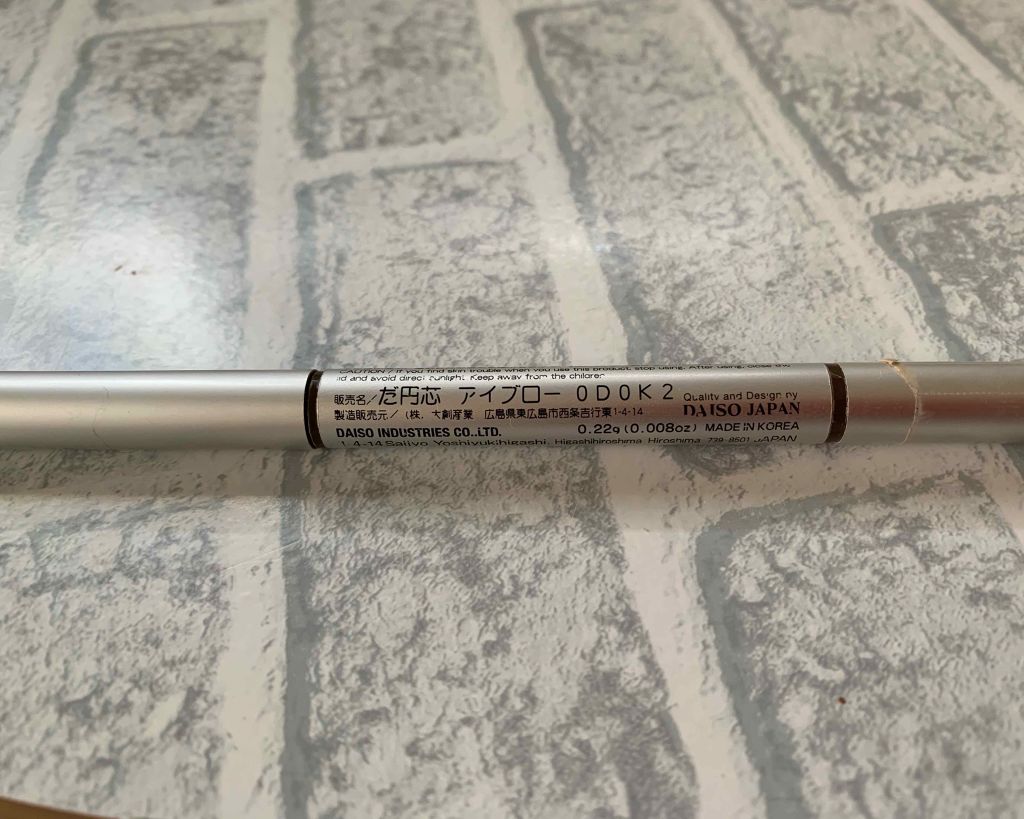 CAUTION / If you find skin trouble when you use this product, stop using. After using, close the
lid and avoid direct sunlight. Keep away from the children.
販売名／だ円芯 アイブロー ０Ｄ０Ｋ２
製造販売元／（株）大創産業 広島県東広島市西条吉行東1-4-14
Quality and Design by
DAISO JAPAN
DAISO INDUSTRIES CO.,LTD.
0.22g (0.008oz) MADE IN KOREA
1-4-14 Saijyo Yoshiyukihigashi, Higashihiroshima Hiroshima 739-8501 JAPAN